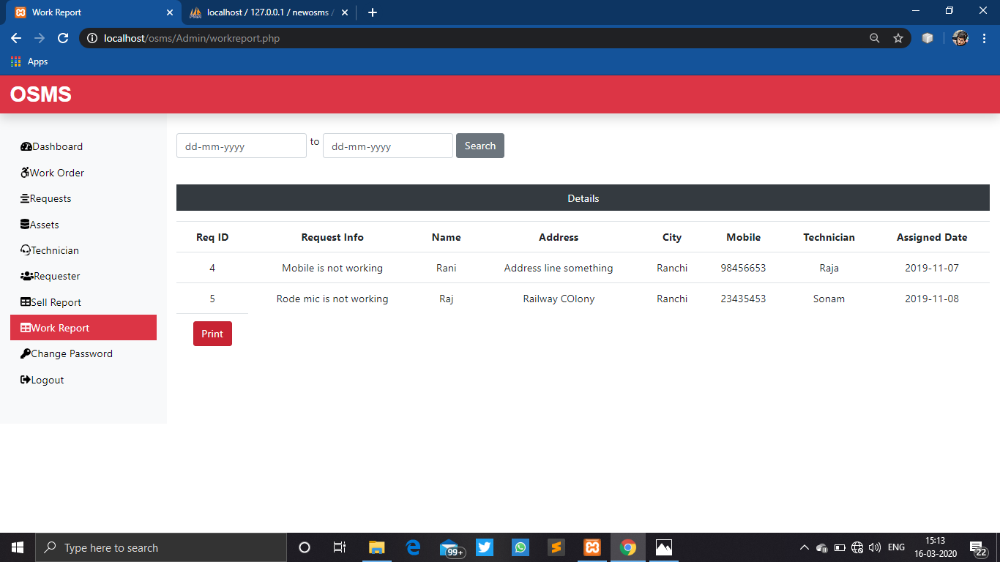 Work Report
localhost / 127.0.0.1 / newosms /
localhost/osms/Admin/workreport.php
Apps
OSMS
dd-mm-yyyy to dd-mm-yyyy Search
Dashboard
Work Order
Requests
Assets
Technician
Requester
Sell Report
Work Report
Change Password
Logout
Details
Req ID Request Info Name Address City Mobile Technician Assigned Date
4 Mobile is not working Rani Address line something Ranchi 98456653 Raja 2019-11-07
5 Rode mic is not working Raj Railway COlony Ranchi 23435453 Sonam 2019-11-08
Print
Type here to search
99+
ENG
15:13
16-03-2020
22